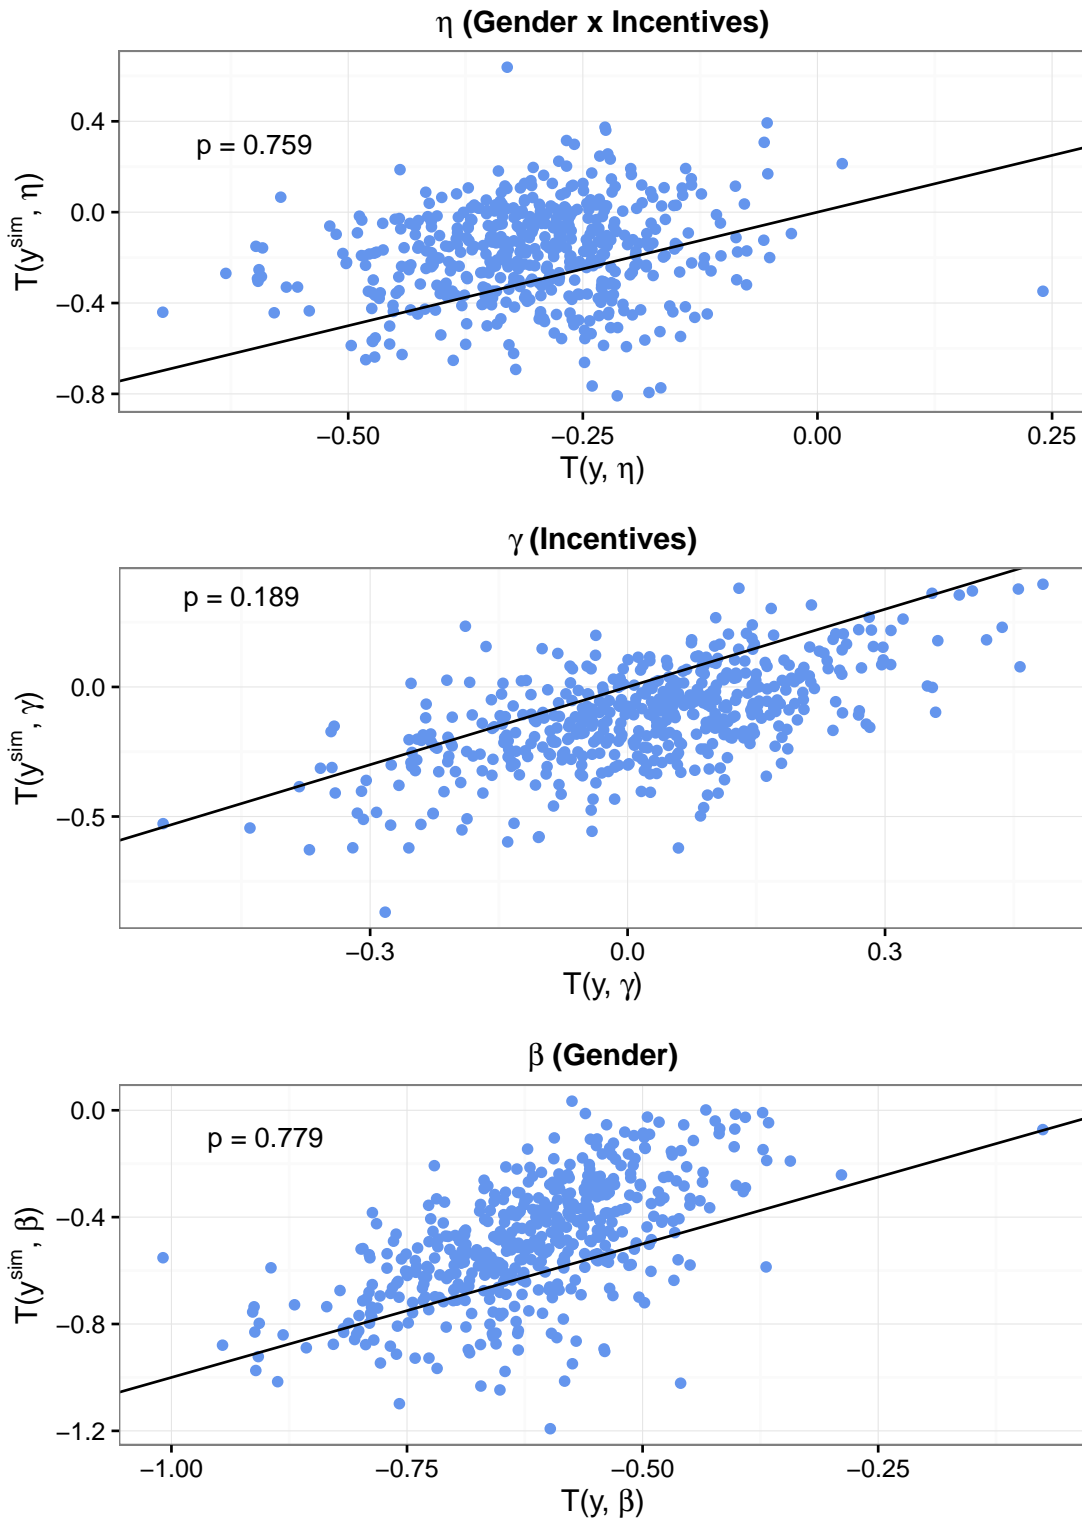 η (Gender x Incentives)
p = 0.759
T(y^sim, η)
0.4
0.0
−0.4
−0.8
−0.50 −0.25 0.00 0.25
T(y, η)
γ (Incentives)
p = 0.189
T(y^sim, γ)
0.0
−0.5
−0.3 0.0 0.3
T(y, γ)
β (Gender)
p = 0.779
T(y^sim, β)
0.0
−0.4
−0.8
−1.2
−1.00 −0.75 −0.50 −0.25
T(y, β)